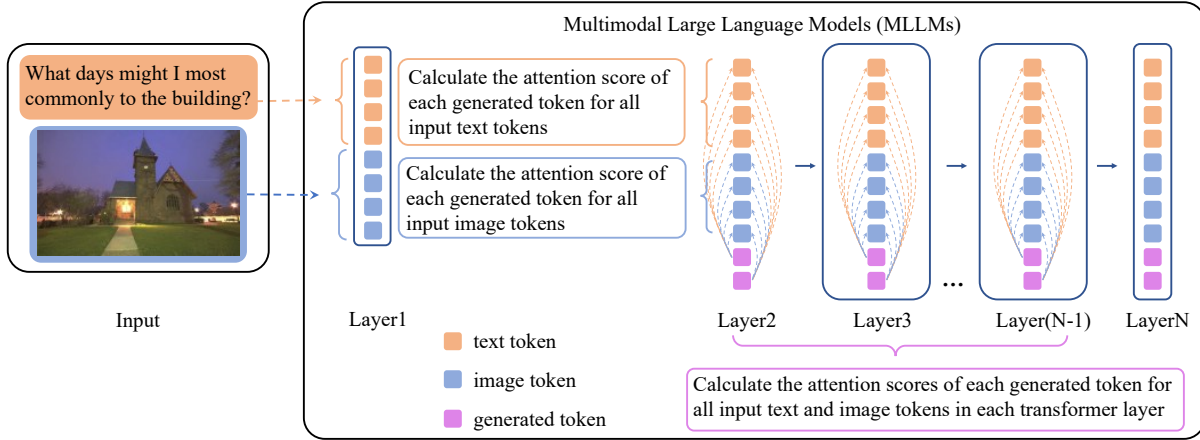 Multimodal Large Language Models (MLLMs)
What days might I most
commonly to the building?
Calculate the attention score of
each generated token for all
input text tokens
Calculate the attention score of
each generated token for all
input image tokens
...
Input
Layer1
Layer2
Layer3
Layer(N-1)
LayerN
text token
image token
generated token
Calculate the attention scores of each generated token for
all input text and image tokens in each transformer layer